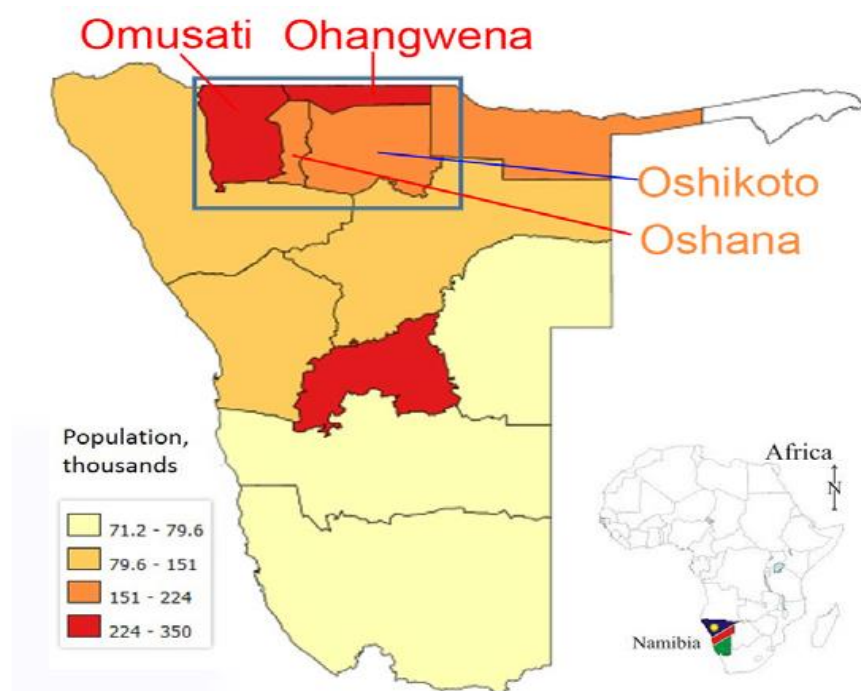 Omusati Ohangwena
Oshikoto
Oshana
Population,
thousands
71.2 - 79.6
79.6 - 151
151 - 224
224 - 350
Africa
N
Namibia